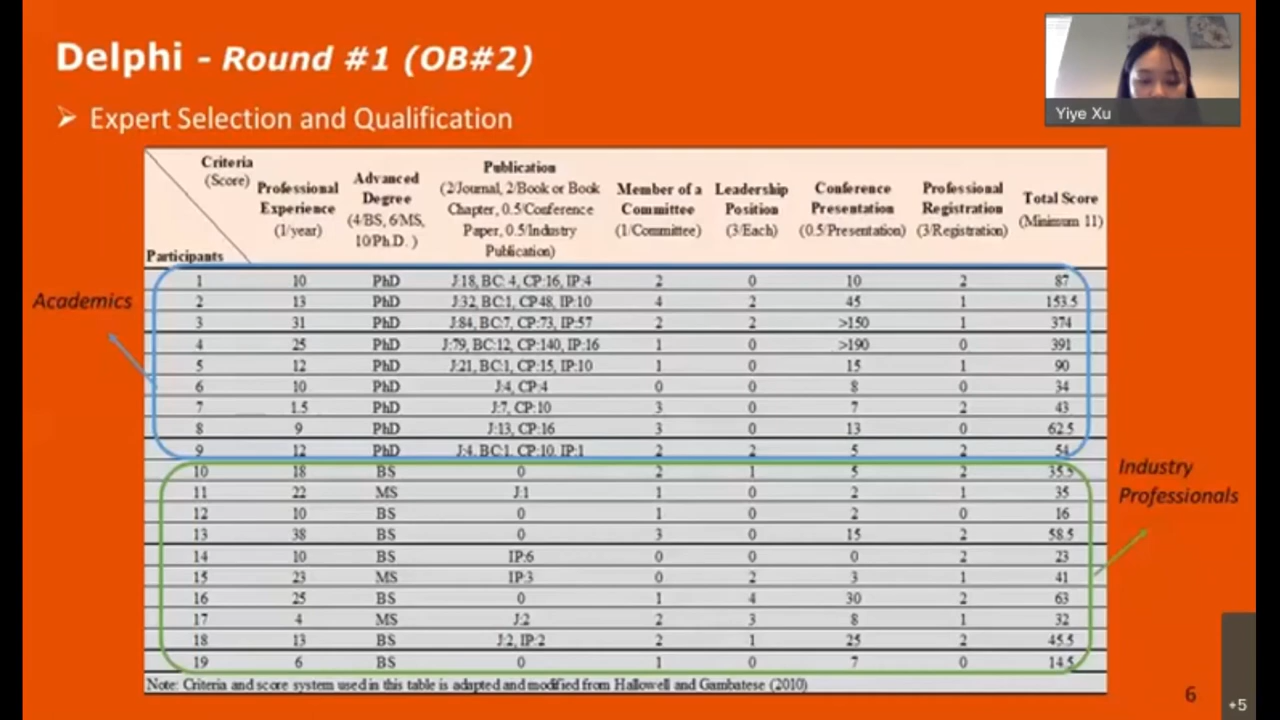 Delphi - Round #1 (OB#2)
Yiye Xu
➢ Expert Selection and Qualification
Criteria
(Score)
Participants
Professional
Experience
(1/year)
Advanced
Degree
(4/BS, 6/MS,
10/Ph.D. )
Publication
(2/Journal, 2/Book or Book
Chapter, 0.5/Conference
Paper, 0.5/Industry
Publication)
Member of a
Committee
(1/Committee)
Leadership
Position
(3/Each)
Conference
Presentation
(0.5/Presentation)
Professional
Registration
(3/Registration)
Total Score
(Minimum 11)
Academics
1 10 PhD J:18, BC: 4, CP:16, IP:4 2 0 10 2 87
2 13 PhD J:32, BC:1, CP:48, IP:10 4 2 45 1 153.5
3 31 PhD J:84, BC:7, CP:73, IP:57 2 2 >150 1 374
4 25 PhD J:79, BC:12, CP:140, IP:16 1 0 >190 0 391
5 12 PhD J:21, BC:1, CP:15, IP:10 1 0 15 1 90
6 10 PhD J:4, CP:4 0 0 8 0 34
7 1.5 PhD J:7, CP:10 3 0 7 2 43
8 9 PhD J:13, CP:16 3 0 13 0 62.5
9 12 PhD J:4, BC:1, CP:10, IP:1 2 2 5 2 54
Industry
Professionals
10 18 BS 0 2 1 5 2 35.5
11 22 MS J:1 1 0 2 1 35
12 10 BS 0 1 0 2 0 16
13 38 BS 0 3 0 15 2 58.5
14 10 BS IP:6 0 0 0 2 23
15 23 MS IP:3 0 2 3 1 41
16 25 BS 0 1 4 30 2 63
17 4 MS J:2 2 3 8 1 32
18 13 BS J:2, IP:2 2 1 25 2 45.5
19 6 BS 0 1 0 7 0 14.5
Note: Criteria and score system used in this table is adapted and modified from Hallowell and Gambatese (2010)
6
+5